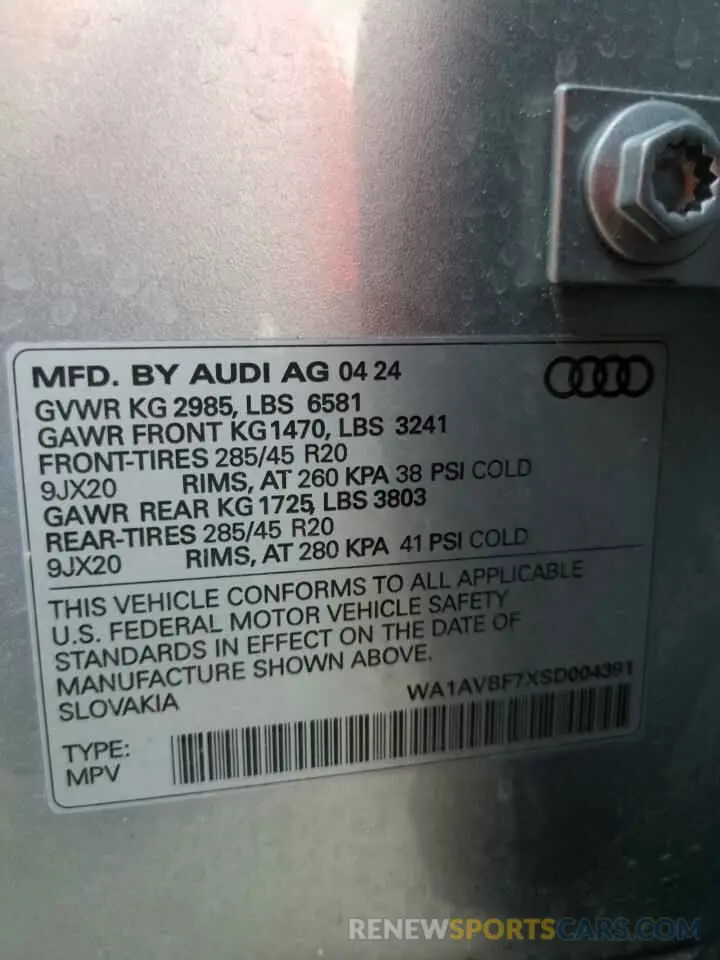 MFD. BY AUDI AG 04 24
GVWR KG 2985, LBS 6581
GAWR FRONT KG1470, LBS 3241
FRONT-TIRES 285/45 R20
9JX20 RIMS, AT 260 KPA 38 PSI COLD
GAWR REAR KG 1725, LBS 3803
REAR-TIRES 285/45 R20
9JX20 RIMS, AT 280 KPA 41 PSI COLD
THIS VEHICLE CONFORMS TO ALL APPLICABLE
U.S. FEDERAL MOTOR VEHICLE SAFETY
STANDARDS IN EFFECT ON THE DATE OF
MANUFACTURE SHOWN ABOVE.
SLOVAKIA WA1AVBF7XSD004391
TYPE:
MPV
RENEWSPORTSCARS.COM